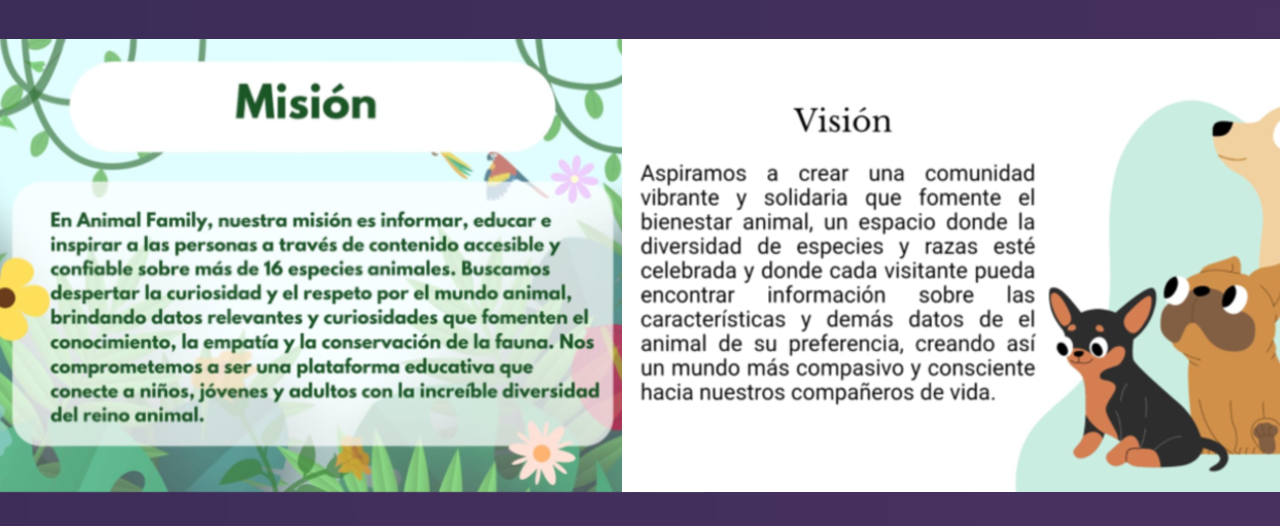 Misión
En Animal Family, nuestra misión es informar, educar e
inspirar a las personas a través de contenido accesible y
confiable sobre más de 16 especies animales. Buscamos
despertar la curiosidad y el respeto por el mundo animal,
brindando datos relevantes y curiosidades que fomenten el
conocimiento, la empatía y la conservación de la fauna. Nos
comprometemos a ser una plataforma educativa que
conecte a niños, jóvenes y adultos con la increíble diversidad
del reino animal.
Visión
Aspiramos a crear una comunidad
vibrante y solidaria que fomente el
bienestar animal, un espacio donde la
diversidad de especies y razas esté
celebrada y donde cada visitante pueda
encontrar información sobre las
características y demás datos de el
animal de su preferencia, creando así
un mundo más compasivo y consciente
hacia nuestros compañeros de vida.